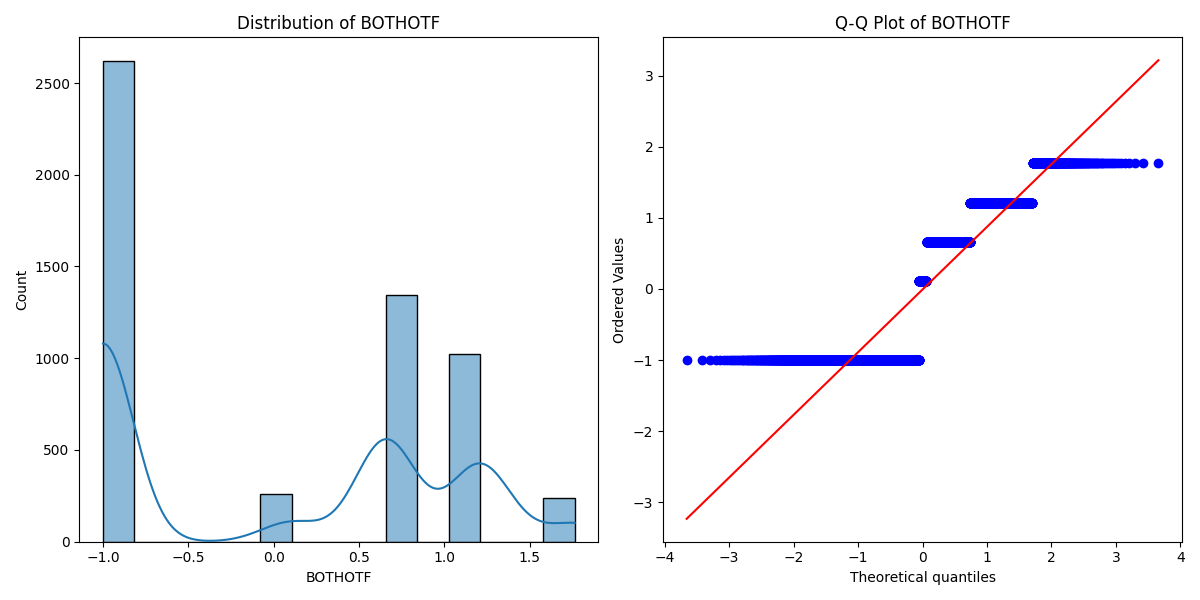 Distribution of BOTHOTF
2500
2000
1500
1000
500
0
Count
−1.0 −0.5 0.0 0.5 1.0 1.5
BOTHOTF
Q-Q Plot of BOTHOTF
3
2
1
0
−1
−2
−3
Ordered Values
−4 −3 −2 −1 0 1 2 3 4
Theoretical quantiles